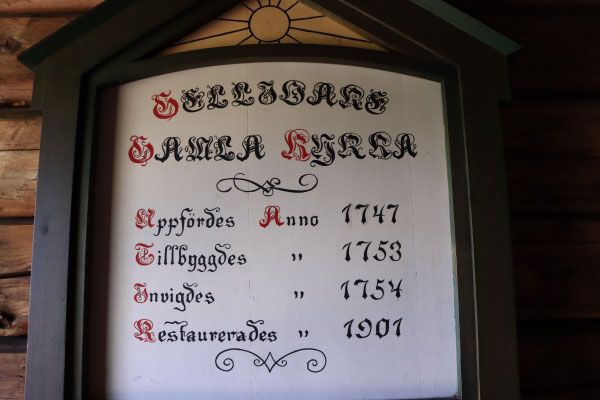 GELLIVARE
GAMLA KYRKA
Uppfördes Anno 1747
Tillbyggdes " 1753
Invigdes " 1754
Restaurerades " 1901